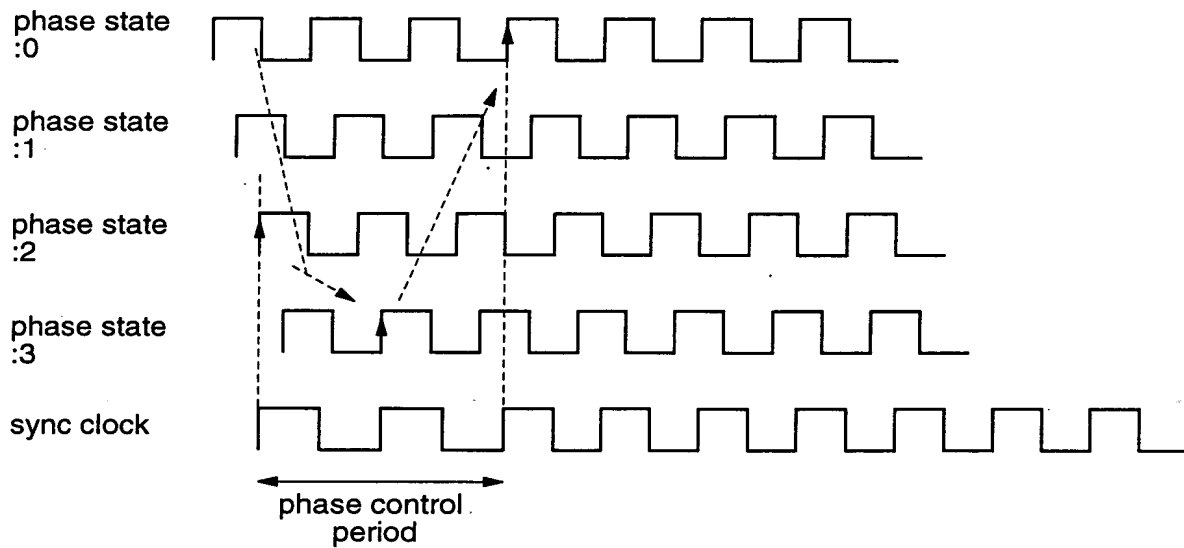 phase state
:0
phase state
:1
phase state
:2
phase state
:3
sync clock
phase control
period